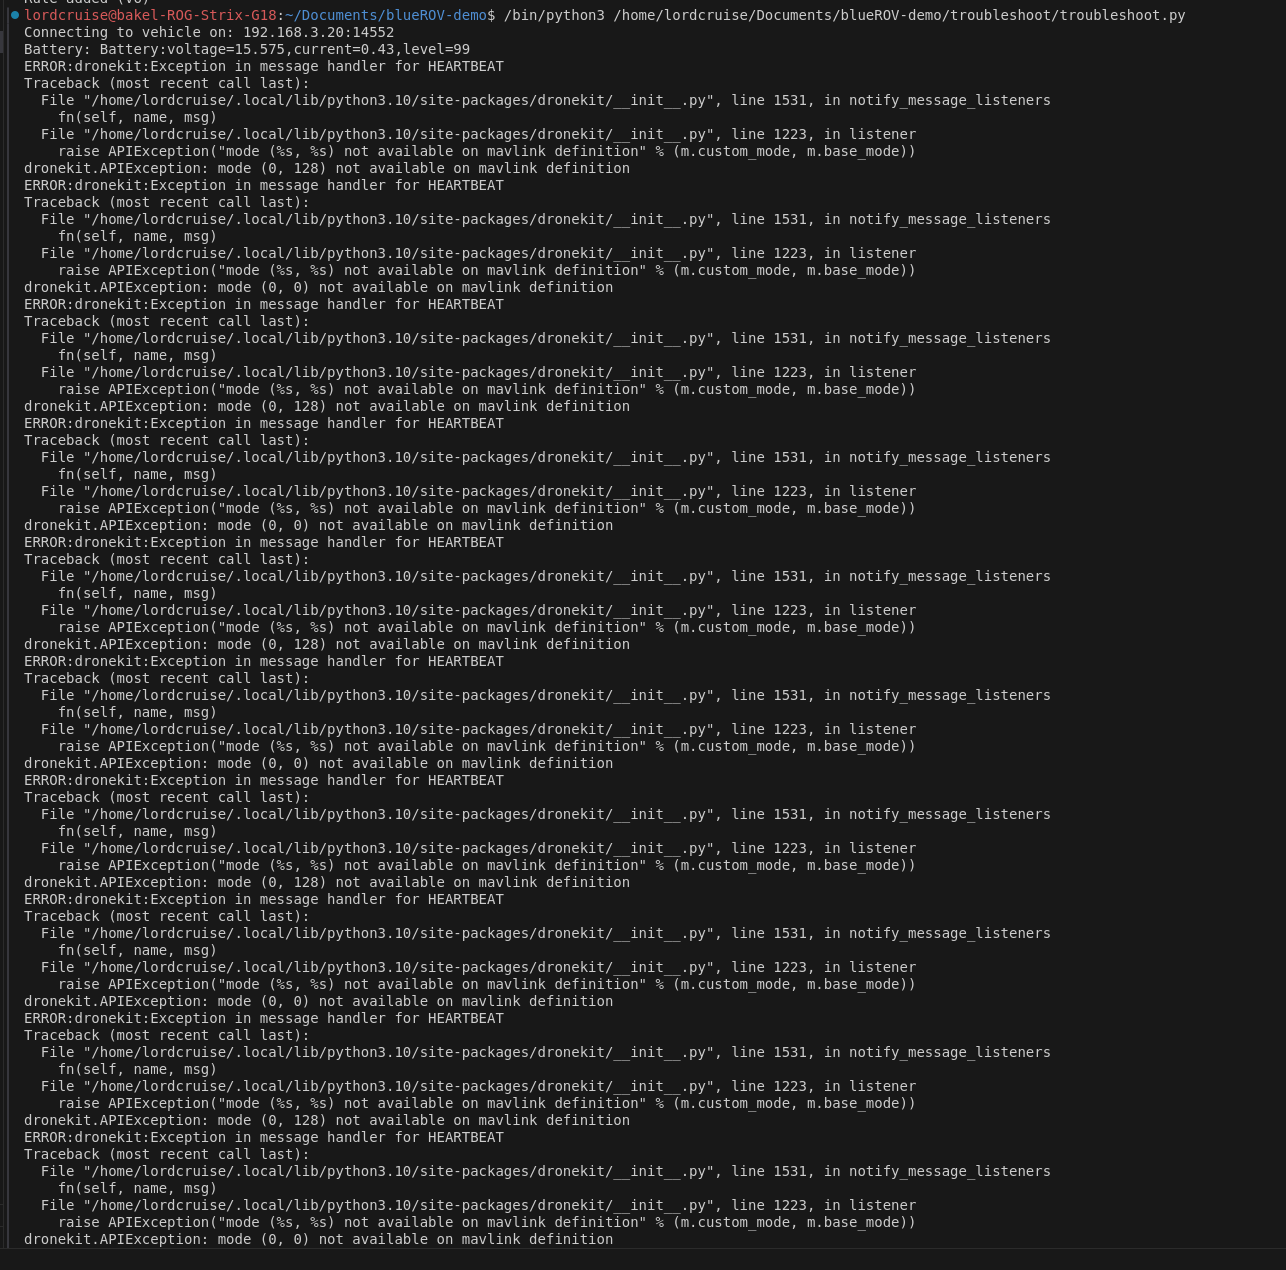 lordcruise@bakel-ROG-Strix-G18:~/Documents/blueROV-demo$ /bin/python3 /home/lordcruise/Documents/blueROV-demo/troubleshoot/troubleshoot.py
Connecting to vehicle on: 192.168.3.20:14552
Battery: Battery:voltage=15.575,current=0.43,level=99
ERROR:dronekit:Exception in message handler for HEARTBEAT
Traceback (most recent call last):
  File "/home/lordcruise/.local/lib/python3.10/site-packages/dronekit/__init__.py", line 1531, in notify_message_listeners
    fn(self, name, msg)
  File "/home/lordcruise/.local/lib/python3.10/site-packages/dronekit/__init__.py", line 1223, in listener
    raise APIException("mode (%s, %s) not available on mavlink definition" % (m.custom_mode, m.base_mode))
dronekit.APIException: mode (0, 128) not available on mavlink definition
ERROR:dronekit:Exception in message handler for HEARTBEAT
Traceback (most recent call last):
  File "/home/lordcruise/.local/lib/python3.10/site-packages/dronekit/__init__.py", line 1531, in notify_message_listeners
    fn(self, name, msg)
  File "/home/lordcruise/.local/lib/python3.10/site-packages/dronekit/__init__.py", line 1223, in listener
    raise APIException("mode (%s, %s) not available on mavlink definition" % (m.custom_mode, m.base_mode))
dronekit.APIException: mode (0, 0) not available on mavlink definition
ERROR:dronekit:Exception in message handler for HEARTBEAT
Traceback (most recent call last):
  File "/home/lordcruise/.local/lib/python3.10/site-packages/dronekit/__init__.py", line 1531, in notify_message_listeners
    fn(self, name, msg)
  File "/home/lordcruise/.local/lib/python3.10/site-packages/dronekit/__init__.py", line 1223, in listener
    raise APIException("mode (%s, %s) not available on mavlink definition" % (m.custom_mode, m.base_mode))
dronekit.APIException: mode (0, 128) not available on mavlink definition
ERROR:dronekit:Exception in message handler for HEARTBEAT
Traceback (most recent call last):
  File "/home/lordcruise/.local/lib/python3.10/site-packages/dronekit/__init__.py", line 1531, in notify_message_listeners
    fn(self, name, msg)
  File "/home/lordcruise/.local/lib/python3.10/site-packages/dronekit/__init__.py", line 1223, in listener
    raise APIException("mode (%s, %s) not available on mavlink definition" % (m.custom_mode, m.base_mode))
dronekit.APIException: mode (0, 0) not available on mavlink definition
ERROR:dronekit:Exception in message handler for HEARTBEAT
Traceback (most recent call last):
  File "/home/lordcruise/.local/lib/python3.10/site-packages/dronekit/__init__.py", line 1531, in notify_message_listeners
    fn(self, name, msg)
  File "/home/lordcruise/.local/lib/python3.10/site-packages/dronekit/__init__.py", line 1223, in listener
    raise APIException("mode (%s, %s) not available on mavlink definition" % (m.custom_mode, m.base_mode))
dronekit.APIException: mode (0, 128) not available on mavlink definition
ERROR:dronekit:Exception in message handler for HEARTBEAT
Traceback (most recent call last):
  File "/home/lordcruise/.local/lib/python3.10/site-packages/dronekit/__init__.py", line 1531, in notify_message_listeners
    fn(self, name, msg)
  File "/home/lordcruise/.local/lib/python3.10/site-packages/dronekit/__init__.py", line 1223, in listener
    raise APIException("mode (%s, %s) not available on mavlink definition" % (m.custom_mode, m.base_mode))
dronekit.APIException: mode (0, 0) not available on mavlink definition
ERROR:dronekit:Exception in message handler for HEARTBEAT
Traceback (most recent call last):
  File "/home/lordcruise/.local/lib/python3.10/site-packages/dronekit/__init__.py", line 1531, in notify_message_listeners
    fn(self, name, msg)
  File "/home/lordcruise/.local/lib/python3.10/site-packages/dronekit/__init__.py", line 1223, in listener
    raise APIException("mode (%s, %s) not available on mavlink definition" % (m.custom_mode, m.base_mode))
dronekit.APIException: mode (0, 128) not available on mavlink definition
ERROR:dronekit:Exception in message handler for HEARTBEAT
Traceback (most recent call last):
  File "/home/lordcruise/.local/lib/python3.10/site-packages/dronekit/__init__.py", line 1531, in notify_message_listeners
    fn(self, name, msg)
  File "/home/lordcruise/.local/lib/python3.10/site-packages/dronekit/__init__.py", line 1223, in listener
    raise APIException("mode (%s, %s) not available on mavlink definition" % (m.custom_mode, m.base_mode))
dronekit.APIException: mode (0, 0) not available on mavlink definition
ERROR:dronekit:Exception in message handler for HEARTBEAT
Traceback (most recent call last):
  File "/home/lordcruise/.local/lib/python3.10/site-packages/dronekit/__init__.py", line 1531, in notify_message_listeners
    fn(self, name, msg)
  File "/home/lordcruise/.local/lib/python3.10/site-packages/dronekit/__init__.py", line 1223, in listener
    raise APIException("mode (%s, %s) not available on mavlink definition" % (m.custom_mode, m.base_mode))
dronekit.APIException: mode (0, 128) not available on mavlink definition
ERROR:dronekit:Exception in message handler for HEARTBEAT
Traceback (most recent call last):
  File "/home/lordcruise/.local/lib/python3.10/site-packages/dronekit/__init__.py", line 1531, in notify_message_listeners
    fn(self, name, msg)
  File "/home/lordcruise/.local/lib/python3.10/site-packages/dronekit/__init__.py", line 1223, in listener
    raise APIException("mode (%s, %s) not available on mavlink definition" % (m.custom_mode, m.base_mode))
dronekit.APIException: mode (0, 0) not available on mavlink definition